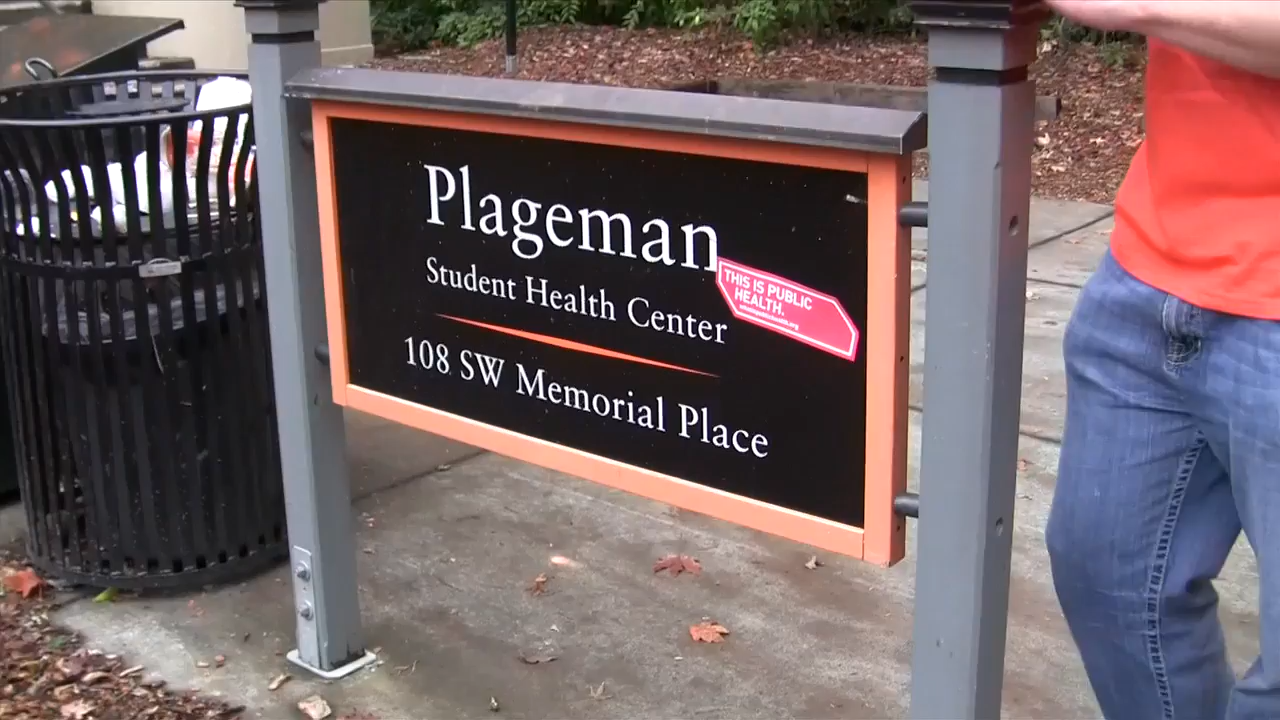 Plageman
Student Health Center
108 SW Memorial Place
THIS IS PUBLIC
HEALTH.